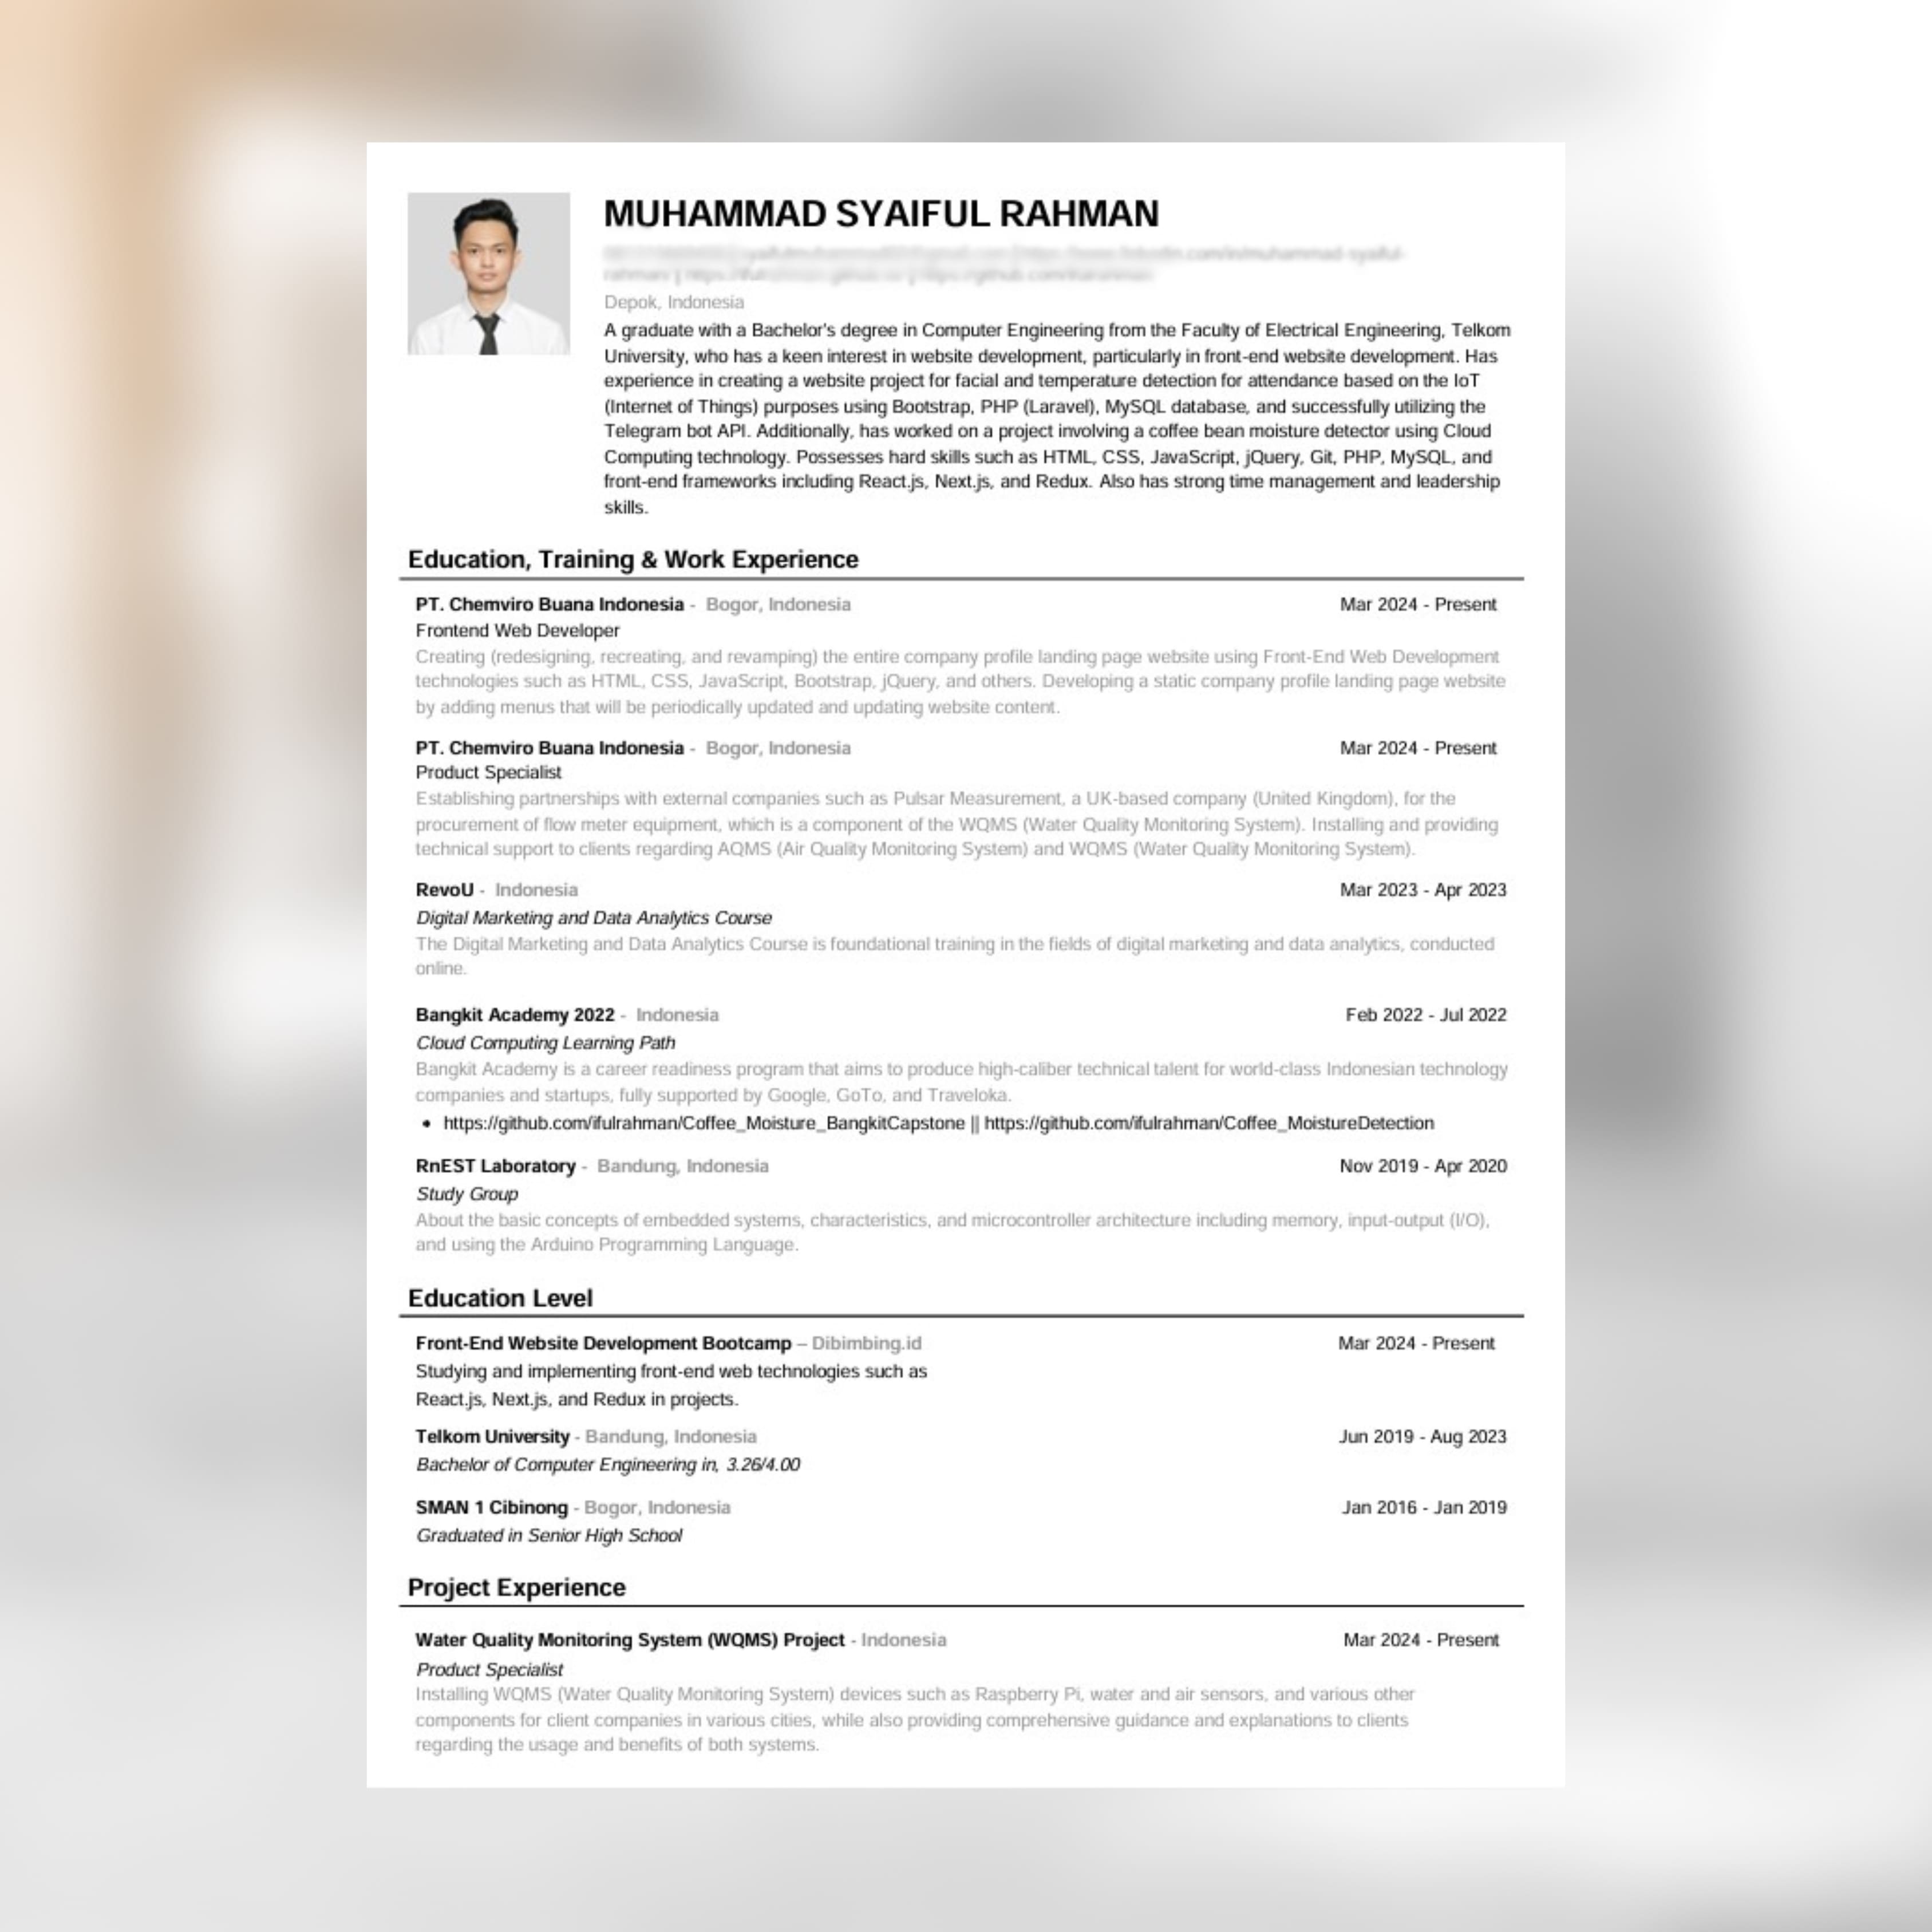 MUHAMMAD SYAIFUL RAHMAN
Depok, Indonesia
A graduate with a Bachelor's degree in Computer Engineering from the Faculty of Electrical Engineering, Telkom
University, who has a keen interest in website development, particularly in front-end website development. Has
experience in creating a website project for facial and temperature detection for attendance based on the IoT
(Internet of Things) purposes using Bootstrap, PHP (Laravel), MySQL database, and successfully utilizing the
Telegram bot API. Additionally, has worked on a project involving a coffee bean moisture detector using Cloud
Computing technology. Possesses hard skills such as HTML, CSS, JavaScript, jQuery, Git, PHP, MySQL, and
front-end frameworks including React.js, Next.js, and Redux. Also has strong time management and leadership
skills.
Education, Training & Work Experience
PT. Chemviro Buana Indonesia - Bogor, Indonesia Mar 2024 - Present
Frontend Web Developer
Creating (redesigning, recreating, and revamping) the entire company profile landing page website using Front-End Web Development
technologies such as HTML, CSS, JavaScript, Bootstrap, jQuery, and others. Developing a static company profile landing page website
by adding menus that will be periodically updated and updating website content.
PT. Chemviro Buana Indonesia - Bogor, Indonesia Mar 2024 - Present
Product Specialist
Establishing partnerships with external companies such as Pulsar Measurement, a UK-based company (United Kingdom), for the
procurement of flow meter equipment, which is a component of the WQMS (Water Quality Monitoring System). Installing and providing
technical support to clients regarding AQMS (Air Quality Monitoring System) and WQMS (Water Quality Monitoring System).
RevoU - Indonesia Mar 2023 - Apr 2023
Digital Marketing and Data Analytics Course
The Digital Marketing and Data Analytics Course is foundational training in the fields of digital marketing and data analytics, conducted
online.
Bangkit Academy 2022 - Indonesia Feb 2022 - Jul 2022
Cloud Computing Learning Path
Bangkit Academy is a career readiness program that aims to produce high-caliber technical talent for world-class Indonesian technology
companies and startups, fully supported by Google, GoTo, and Traveloka.
• https://github.com/ifulrahman/Coffee_Moisture_BangkitCapstone || https://github.com/ifulrahman/Coffee_MoistureDetection
RnEST Laboratory - Bandung, Indonesia Nov 2019 - Apr 2020
Study Group
About the basic concepts of embedded systems, characteristics, and microcontroller architecture including memory, input-output (I/O),
and using the Arduino Programming Language.
Education Level
Front-End Website Development Bootcamp – Dibimbing.id Mar 2024 - Present
Studying and implementing front-end web technologies such as
React.js, Next.js, and Redux in projects.
Telkom University - Bandung, Indonesia Jun 2019 - Aug 2023
Bachelor of Computer Engineering in, 3.26/4.00
SMAN 1 Cibinong - Bogor, Indonesia Jan 2016 - Jan 2019
Graduated in Senior High School
Project Experience
Water Quality Monitoring System (WQMS) Project - Indonesia Mar 2024 - Present
Product Specialist
Installing WQMS (Water Quality Monitoring System) devices such as Raspberry Pi, water and air sensors, and various other
components for client companies in various cities, while also providing comprehensive guidance and explanations to clients
regarding the usage and benefits of both systems.